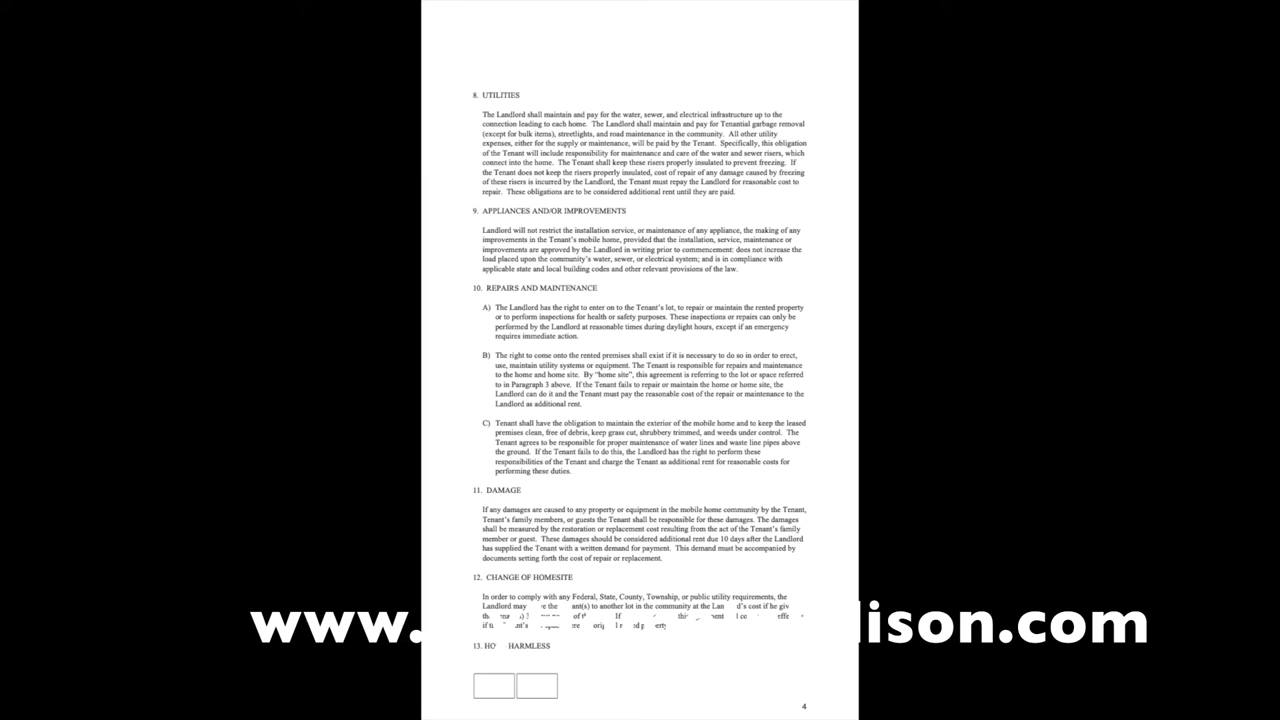 8. UTILITIES
The Landlord shall maintain and pay for the water, sewer, and electrical infrastructure up to the
connection leading to each home. The Landlord shall maintain and pay for Tenantial garbage removal
(except for bulk items), streetlights, and road maintenance in the community. All other utility
expenses, either for the supply or maintenance, will be paid by the Tenant. Specifically, this obligation
of the Tenant will include responsibility for maintenance and care of the water and sewer risers, which
connect into the home. The Tenant shall keep these risers properly insulated to prevent freezing. If
the Tenant does not keep the risers properly insulated, cost of repair of any damage caused by freezing
of these risers is incurred by the Landlord, the Tenant must repay the Landlord for reasonable cost to
repair. These obligations are to be considered additional rent until they are paid.
9. APPLIANCES AND/OR IMPROVEMENTS
Landlord will not restrict the installation service, or maintenance of any appliance, the making of any
improvements in the Tenant's mobile home, provided that the installation, service, maintenance or
improvements are approved by the Landlord in writing prior to commencement: does not increase the
load placed upon the community's water, sewer, or electrical system; and is in compliance with
applicable state and local building codes and other relevant provisions of the law.
10. REPAIRS AND MAINTENANCE
A) The Landlord has the right to enter on to the Tenant's lot, to repair or maintain the rented property
or to perform inspections for health or safety purposes. These inspections or repairs can only be
performed by the Landlord at reasonable times during daylight hours, except if an emergency
requires immediate action.
B) The right to come onto the rented premises shall exist if it is necessary to do so in order to erect,
use, maintain utility systems or equipment. The Tenant is responsible for repairs and maintenance
to the home and home site. By "home site", this agreement is referring to the lot or space referred
to in Paragraph 3 above. If the Tenant fails to repair or maintain the home or home site, the
Landlord can do it and the Tenant must pay the reasonable cost of the repair or maintenance to the
Landlord as additional rent.
C) Tenant shall have the obligation to maintain the exterior of the mobile home and to keep the leased
premises clean, free of debris, keep grass cut, shrubbery trimmed, and weeds under control. The
Tenant agrees to be responsible for proper maintenance of water lines and waste line pipes above
the ground. If the Tenant fails to do this, the Landlord has the right to perform these
responsibilities of the Tenant and charge the Tenant as additional rent for reasonable costs for
performing these duties.
11. DAMAGE
If any damages are caused to any property or equipment in the mobile home community by the Tenant,
Tenant's family members, or guests the Tenant shall be responsible for these damages. The damages
shall be measured by the restoration or replacement cost resulting from the act of the Tenant's family
member or guest. These damages should be considered additional rent due 10 days after the Landlord
has supplied the Tenant with a written demand for payment. This demand must be accompanied by
documents setting forth the cost of repair or replacement.
12. CHANGE OF HOMESITE
In order to comply with any Federal, State, County, Township, or public utility requirements, the
Landlord may the to another lot in the community at the cost if he
of If
if
www. lison.com
13. HARMLESS
4